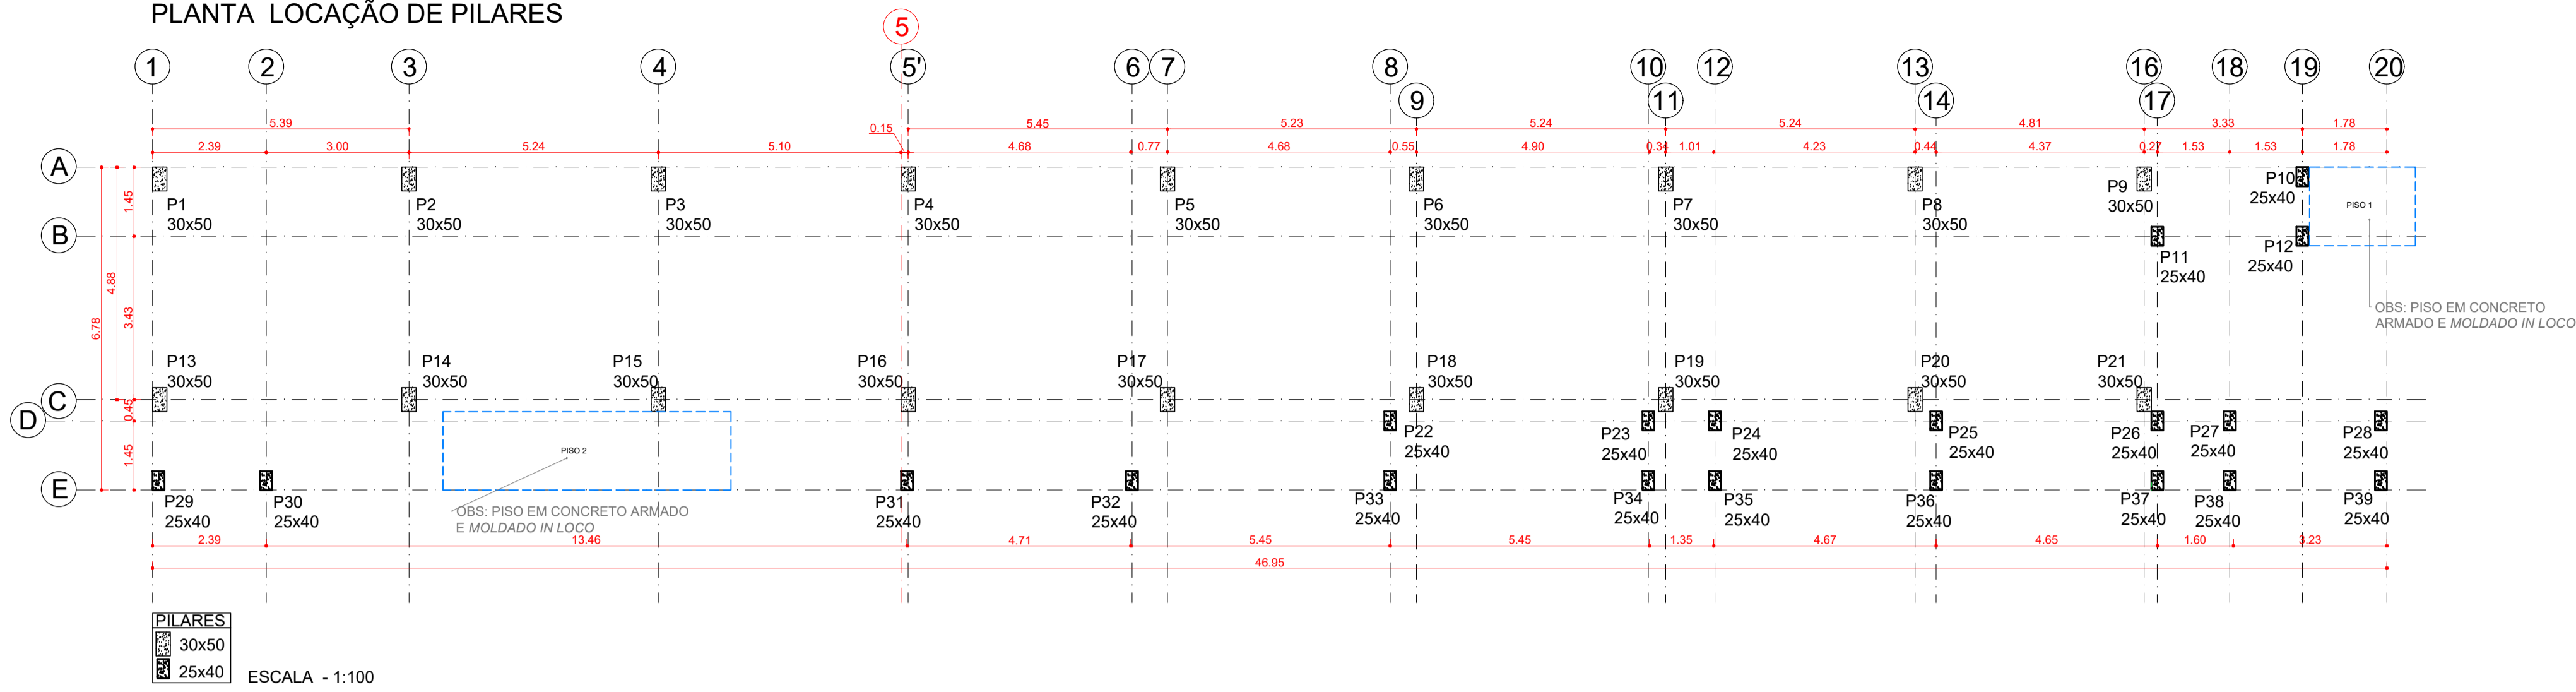 PLANTA LOCAÇÃO DE PILARES
5
1 2 3 4 5' 6 7 8 10 12 13 16 18 19 20
9 11 14 17
5.39 5.45 5.23 5.24 5.24 4.81 3.33 1.78
0.15
2.39 3.00 5.24 5.10 4.68 0.77 4.68 0.55 4.90 0.34 1.01 4.23 0.44 4.37 0.27 1.53 1.53 1.78
A
B
C
D
E
1.45
3.43
4.88
6.78
0.45
1.45
P1
30x50
P2
30x50
P3
30x50
P4
30x50
P5
30x50
P6
30x50
P7
30x50
P8
30x50
P9
30x50
P10
25x40
PISO 1
P11
25x40
P12
25x40
OBS: PISO EM CONCRETO
ARMADO E MOLDADO IN LOCO
P13
30x50
P14
30x50
P15
30x50
P16
30x50
P17
30x50
P18
30x50
P19
30x50
P20
30x50
P21
30x50
P22
25x40
P23
25x40
P24
25x40
P25
25x40
P26
25x40
P27
25x40
P28
25x40
PISO 2
OBS: PISO EM CONCRETO ARMADO
E MOLDADO IN LOCO
P29
25x40
P30
25x40
P31
25x40
P32
25x40
P33
25x40
P34
25x40
P35
25x40
P36
25x40
P37
25x40
P38
25x40
P39
25x40
2.39 13.46 4.71 5.45 5.45 1.35 4.67 4.65 1.60 3.23
46.95
PILARES
30x50
25x40
ESCALA - 1:100